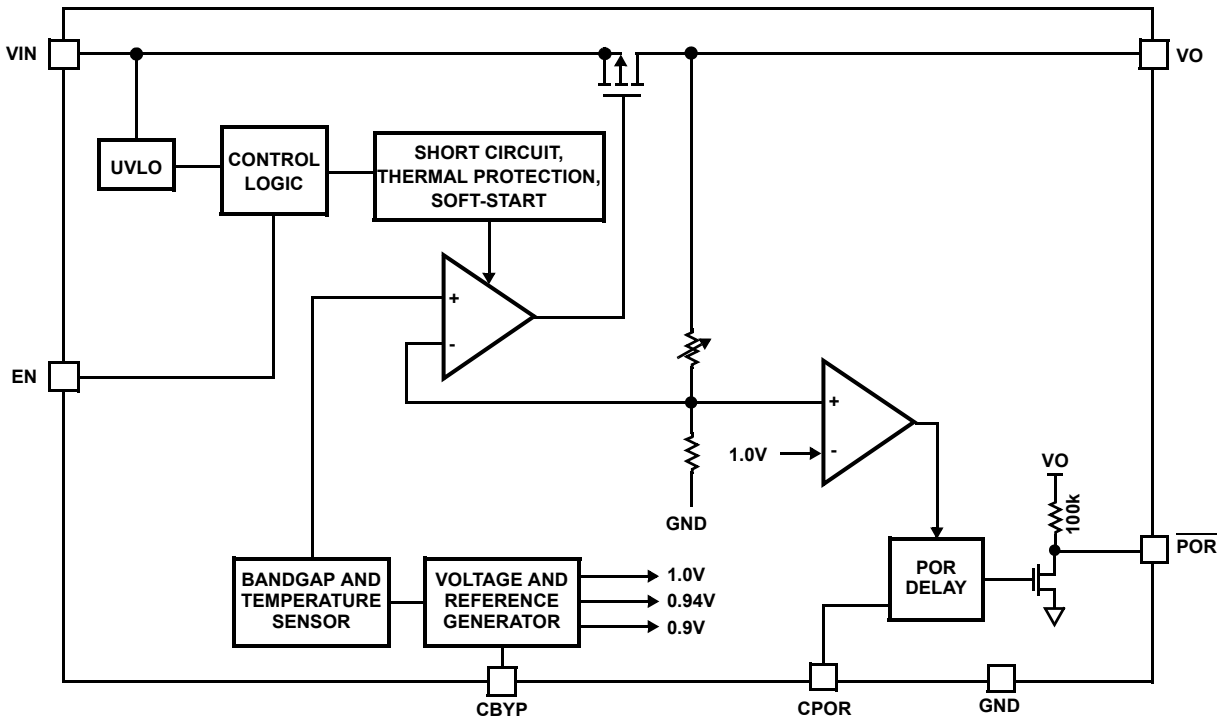 VIN
VO
UVLO
CONTROL
LOGIC
SHORT CIRCUIT,
THERMAL PROTECTION,
SOFT-START
+
-
EN
+
1.0V
-
GND
VO
100k
POR
BANDGAP AND
TEMPERATURE
SENSOR
VOLTAGE AND
REFERENCE
GENERATOR
1.0V
0.94V
0.9V
POR
DELAY
CBYP
CPOR
GND